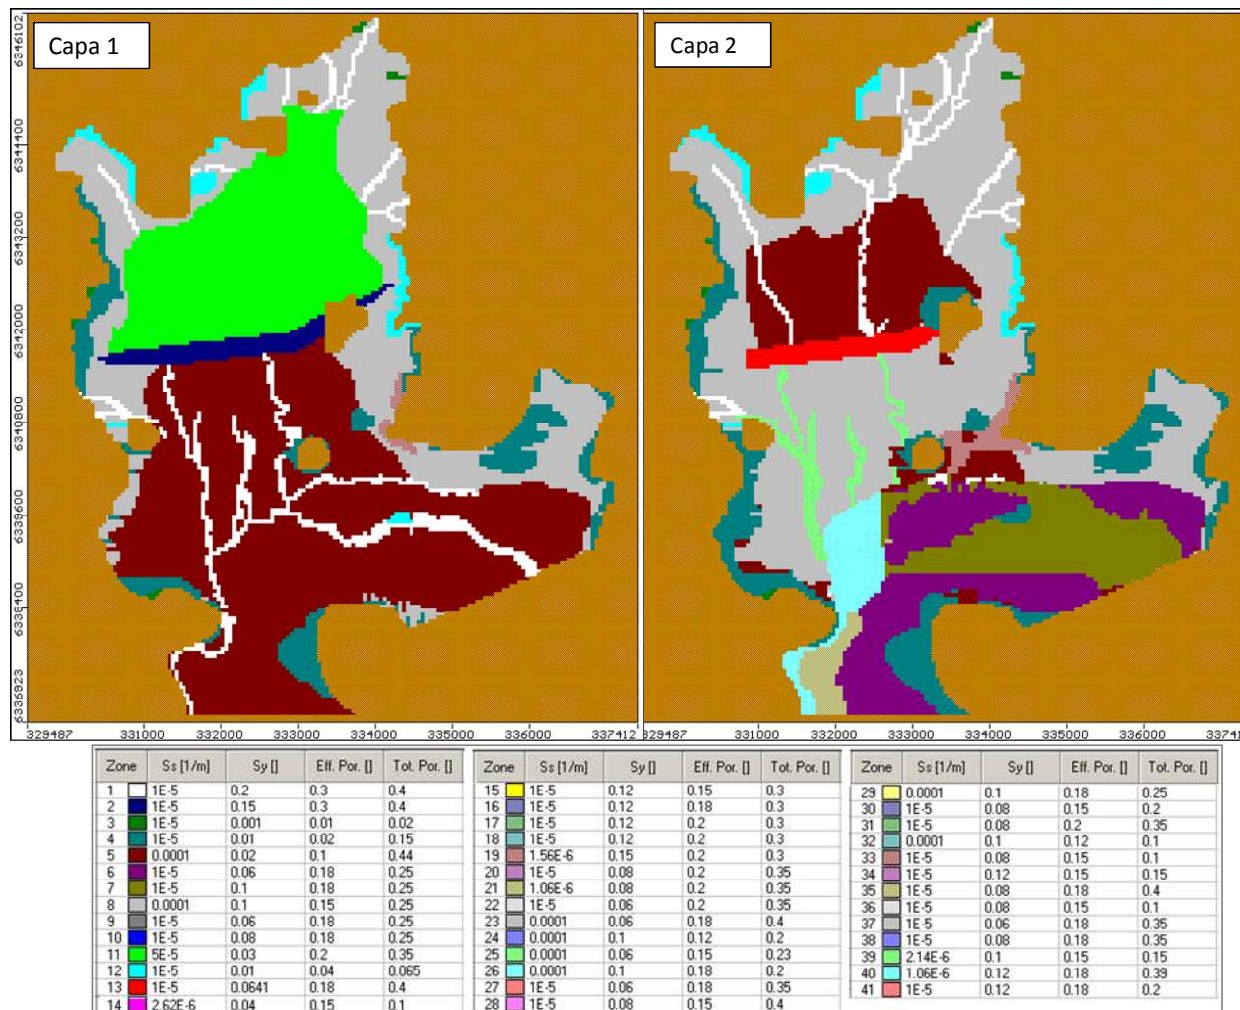 Capa 1
Capa 2
6346102
6344400
6343200
6342000
6340800
6339600
6338400
6336923
329487 331000 332000 333000 334000 335000 336000 337412
329487 331000 332000 333000 334000 335000 336000 3374
Zone Ss [1/m] Sy [] Eff. Por. [] Tot. Por. []
1 1E-5 0.2 0.3 0.4
2 1E-5 0.15 0.3 0.4
3 1E-5 0.001 0.01 0.02
4 1E-5 0.01 0.02 0.15
5 0.0001 0.02 0.1 0.44
6 1E-5 0.06 0.18 0.25
7 1E-5 0.1 0.18 0.25
8 0.0001 0.1 0.15 0.25
9 1E-5 0.06 0.18 0.25
10 1E-5 0.08 0.18 0.25
11 5E-5 0.03 0.2 0.35
12 1E-5 0.01 0.04 0.065
13 1E-5 0.0641 0.18 0.4
14 2.62E-6 0.04 0.15 0.1
Zone Ss [1/m] Sy [] Eff. Por. [] Tot. Por. []
15 1E-5 0.12 0.15 0.3
16 1E-5 0.12 0.18 0.3
17 1E-5 0.12 0.2 0.3
18 1E-5 0.12 0.2 0.3
19 1.56E-6 0.15 0.2 0.3
20 1E-5 0.08 0.2 0.35
21 1.06E-6 0.08 0.2 0.35
22 1E-5 0.06 0.2 0.35
23 0.0001 0.06 0.18 0.4
24 0.0001 0.1 0.12 0.2
25 0.0001 0.06 0.15 0.23
26 0.0001 0.1 0.18 0.2
27 1E-5 0.06 0.18 0.35
28 1E-5 0.08 0.15 0.4
Zone Ss [1/m] Sy [] Eff. Por. [] Tot. Por. []
29 0.0001 0.1 0.18 0.25
30 1E-5 0.08 0.15 0.2
31 1E-5 0.08 0.2 0.35
32 0.0001 0.1 0.12 0.1
33 1E-5 0.08 0.15 0.1
34 1E-5 0.12 0.15 0.15
35 1E-5 0.08 0.18 0.4
36 1E-5 0.08 0.15 0.1
37 1E-5 0.06 0.18 0.35
38 1E-5 0.08 0.18 0.35
39 2.14E-6 0.1 0.15 0.15
40 1.06E-6 0.12 0.18 0.39
41 1E-5 0.12 0.18 0.2